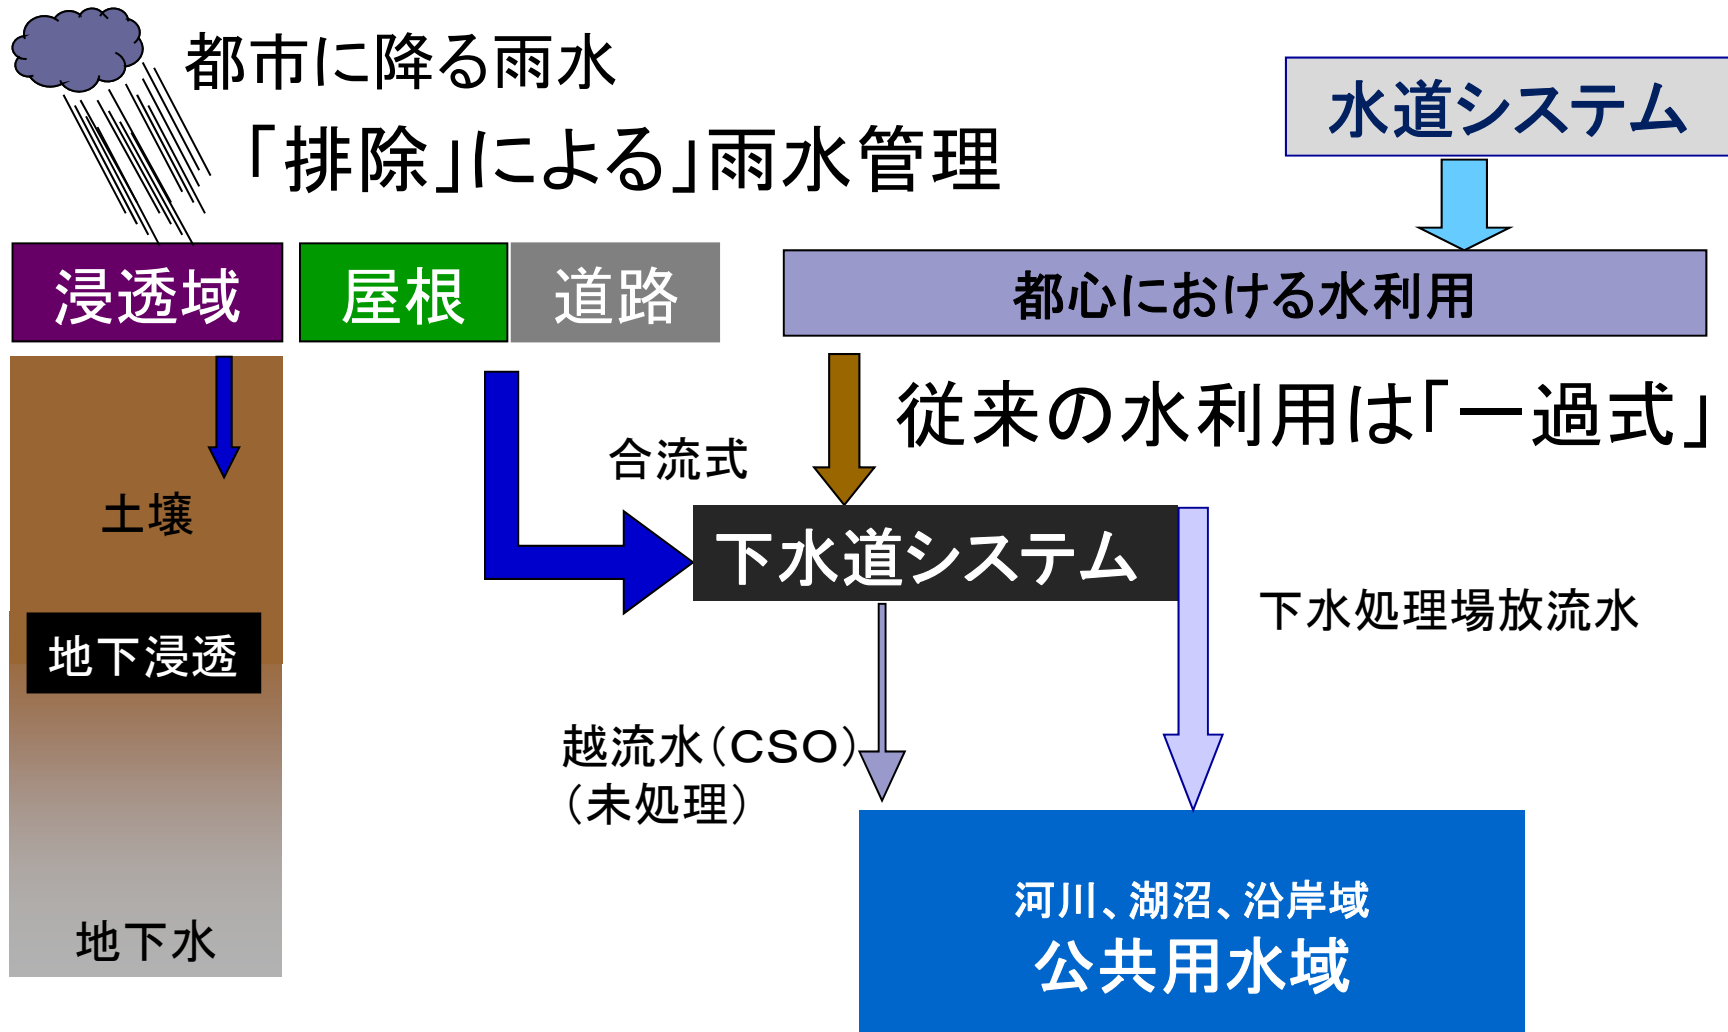 都市に降る雨水
「排除」による」雨水管理
水道システム
浸透域
屋根
道路
都心における水利用
従来の水利用は「一過式」
合流式
土壌
下水道システム
下水処理場放流水
地下浸透
越流水（CSO）
（未処理）
河川、湖沼、沿岸域
公共用水域
地下水